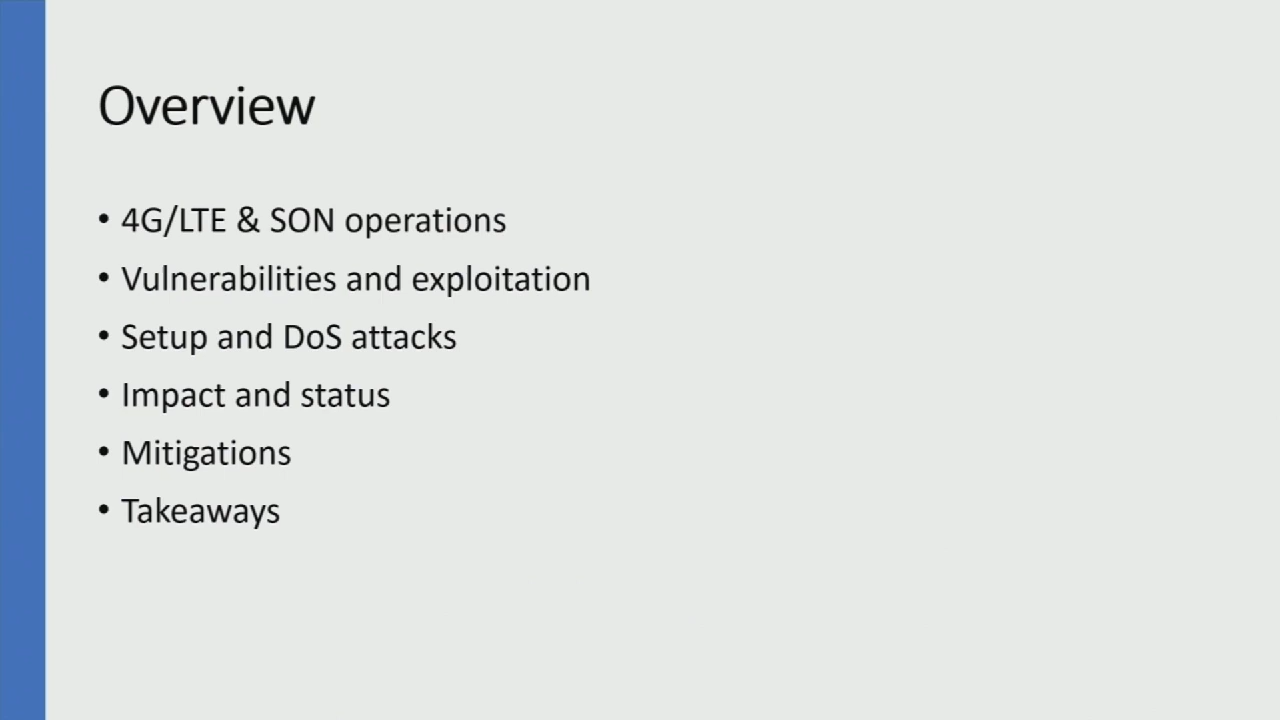 Overview
• 4G/LTE & SON operations
• Vulnerabilities and exploitation
• Setup and DoS attacks
• Impact and status
• Mitigations
• Takeaways